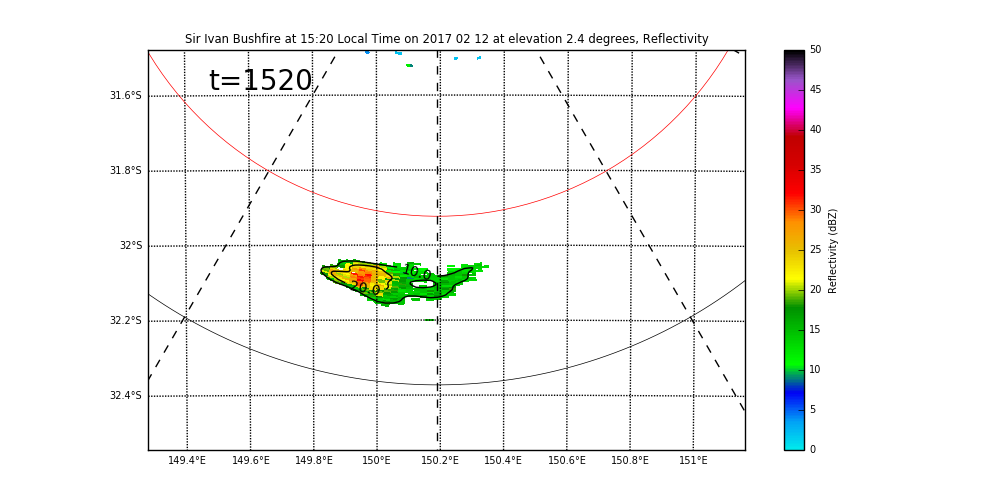 Sir Ivan Bushfire at 15:20 Local Time on 2017 02 12 at elevation 2.4 degrees, Reflectivity
t=1520
31.6°S
31.8°S
32°S
32.2°S
32.4°S
10.0
20.0
149.4°E 149.6°E 149.8°E 150°E 150.2°E 150.4°E 150.6°E 150.8°E 151°E
50
45
40
35
30
25
20
15
10
5
0
Reflectivity (dBZ)